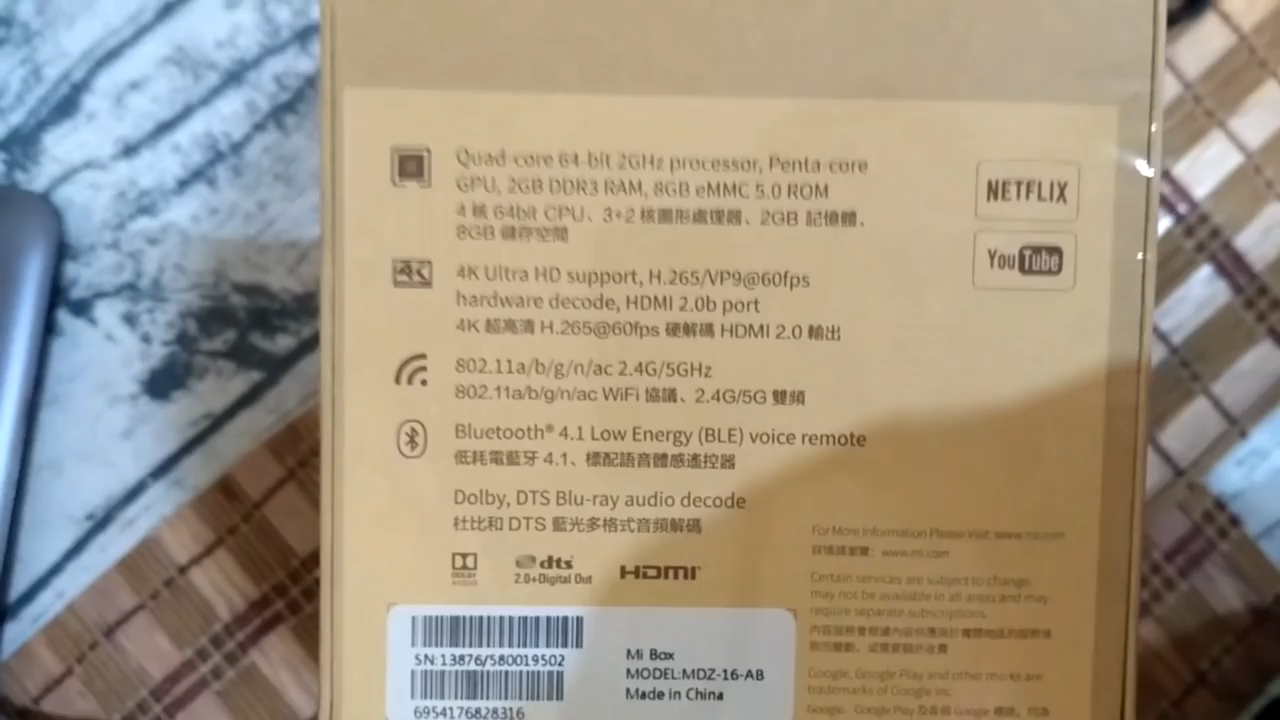 Quad-core 64-bit 2GHz processor, Penta-core
GPU, 2GB DDR3 RAM, 8GB eMMC 5.0 ROM
4 核 64bit CPU、3+2 核圖形處理器、2GB 記憶體、
8GB 儲存空間
NETFLIX
YouTube
4K
4K Ultra HD support, H.265/VP9@60fps
hardware decode, HDMI 2.0b port
4K 超高清 H.265@60fps 硬解碼 HDMI 2.0 輸出
802.11a/b/g/n/ac 2.4G/5GHz
802.11a/b/g/n/ac WiFi 協議、2.4G/5G 雙頻
Bluetooth® 4.1 Low Energy (BLE) voice remote
低耗電藍牙 4.1、標配語音體感遙控器
Dolby, DTS Blu-ray audio decode
杜比和 DTS 藍光多格式音頻解碼
DOLBY AUDIO
dts
2.0+Digital Out
HDMI
For More Information Please Visit: www.mi.com
詳情請瀏覽：www.mi.com
Certain services are subject to change,
may not be available in all areas and may
require separate subscriptions.
Google, Google Play and other marks are
trademarks of Google Inc.
SN:13876/580019502
6954176828316
Mi Box
MODEL:MDZ-16-AB
Made in China